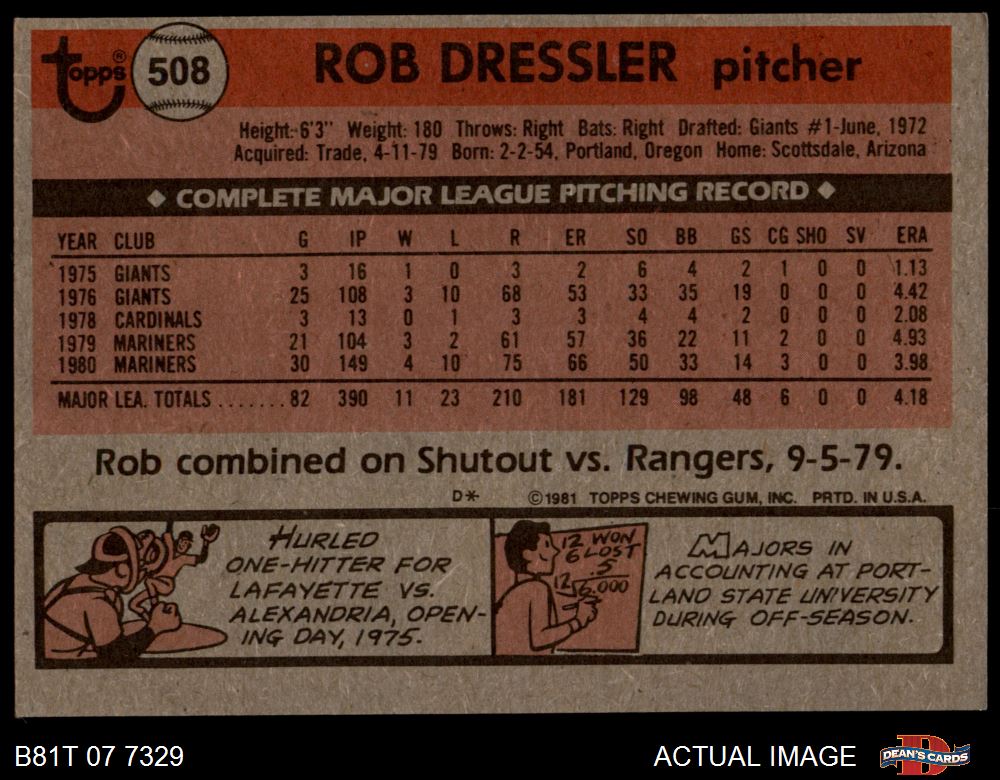 Topps®
508
ROB DRESSLER pitcher
Height: 6'3" Weight: 180 Throws: Right Bats: Right Drafted: Giants #1-June, 1972
Acquired: Trade, 4-11-79 Born: 2-2-54, Portland, Oregon Home: Scottsdale, Arizona
◆ COMPLETE MAJOR LEAGUE PITCHING RECORD ◆
YEAR CLUB G IP W L R ER SO BB GS CG SHO SV ERA
1975 GIANTS 3 16 1 0 3 2 6 4 2 1 0 0 1.13
1976 GIANTS 25 108 3 10 68 53 33 35 19 0 0 0 4.42
1978 CARDINALS 3 13 0 1 3 3 4 4 2 0 0 0 2.08
1979 MARINERS 21 104 3 2 61 57 36 22 11 2 0 0 4.93
1980 MARINERS 30 149 4 10 75 66 50 33 14 3 0 0 3.98
MAJOR LEA. TOTALS ....... 82 390 11 23 210 181 129 98 48 6 0 0 4.18
Rob combined on Shutout vs. Rangers, 9-5-79.
D* ©1981 TOPPS CHEWING GUM, INC. PRTD. IN U.S.A.
HURLED
ONE-HITTER FOR
LAFAYETTE VS.
ALEXANDRIA, OPEN-
ING DAY, 1975.
12 WON
6 LOST
.5
12)6.000
MAJORS IN
ACCOUNTING AT PORT-
LAND STATE UNIVERSITY
DURING OFF-SEASON.
B81T 07 7329
ACTUAL IMAGE
D
DEAN'S CARDS